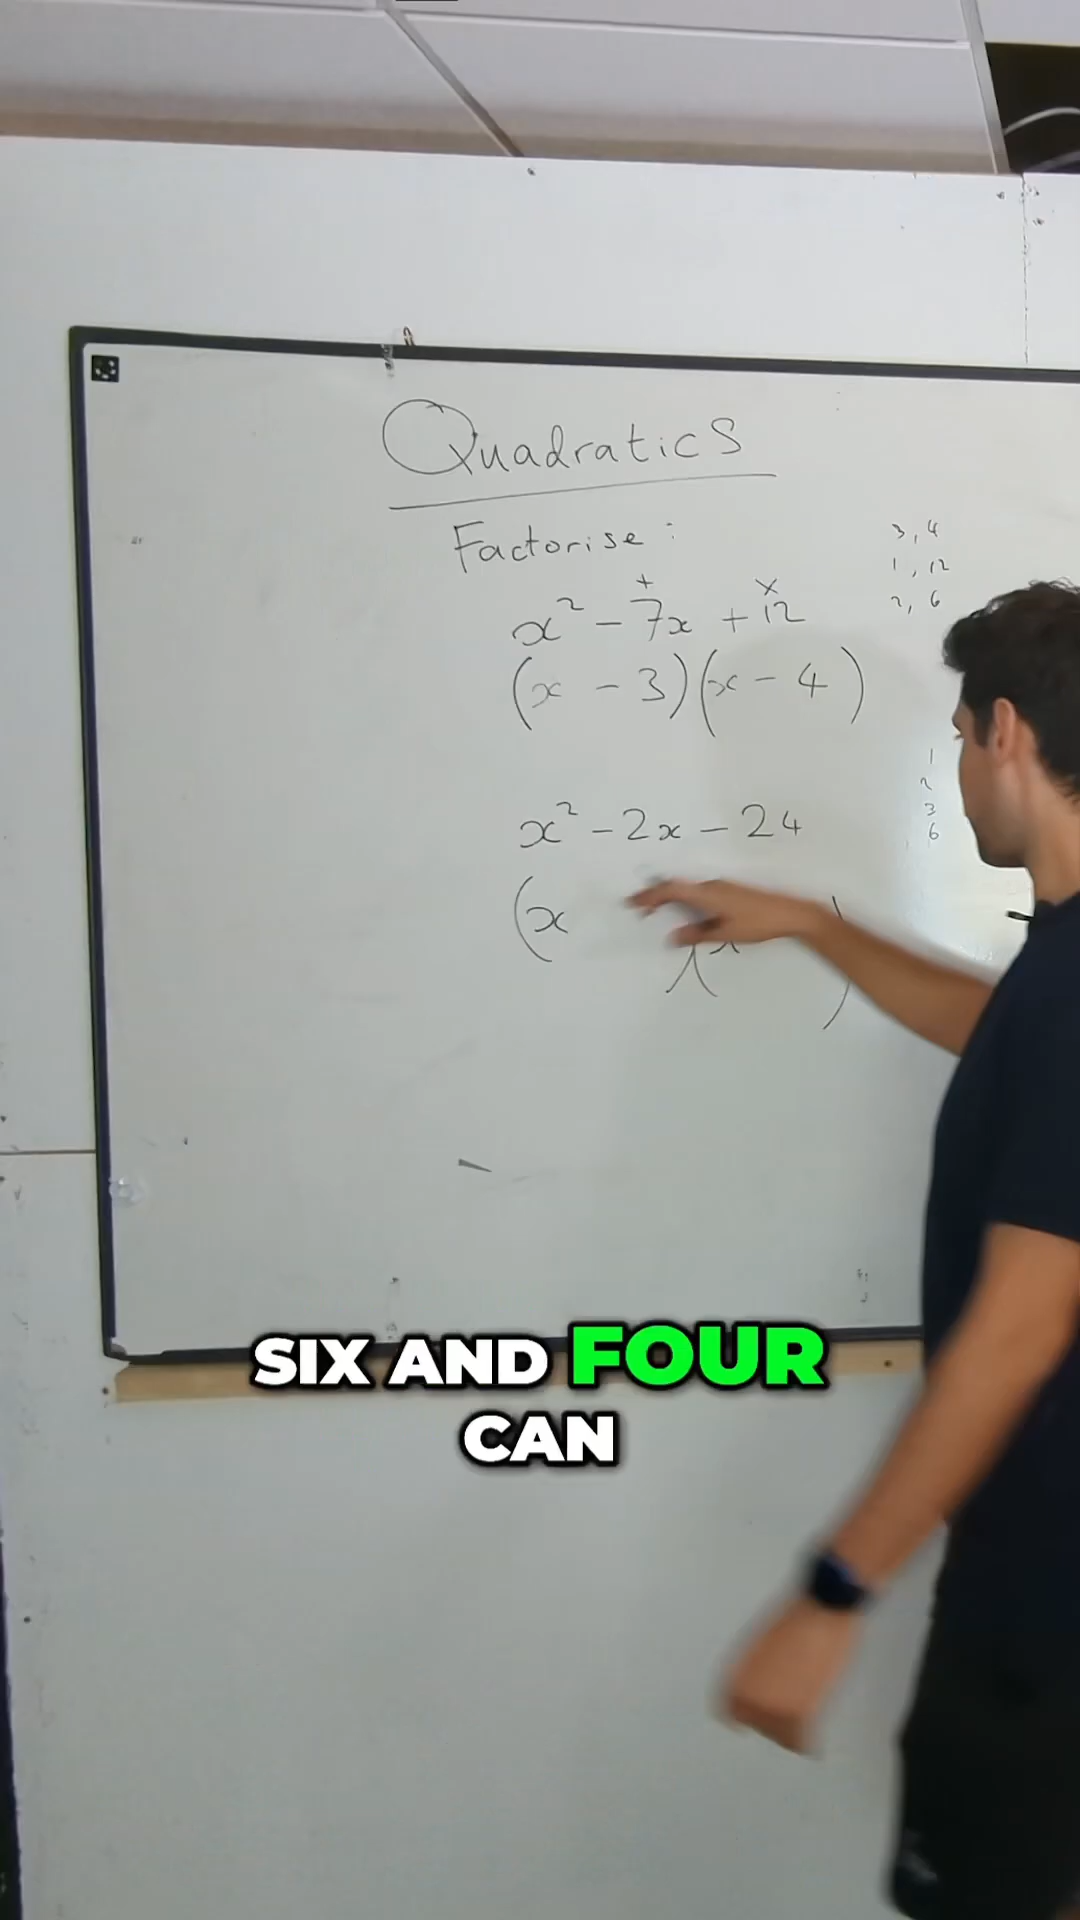 Quadratics
Factorise :
3, 4
1, 12
2, 6
+ ×
x² - 7x + 12
(x - 3)(x - 4)
1
2
3
6
x² - 2x - 24
(x )(x )
SIX AND FOUR
CAN